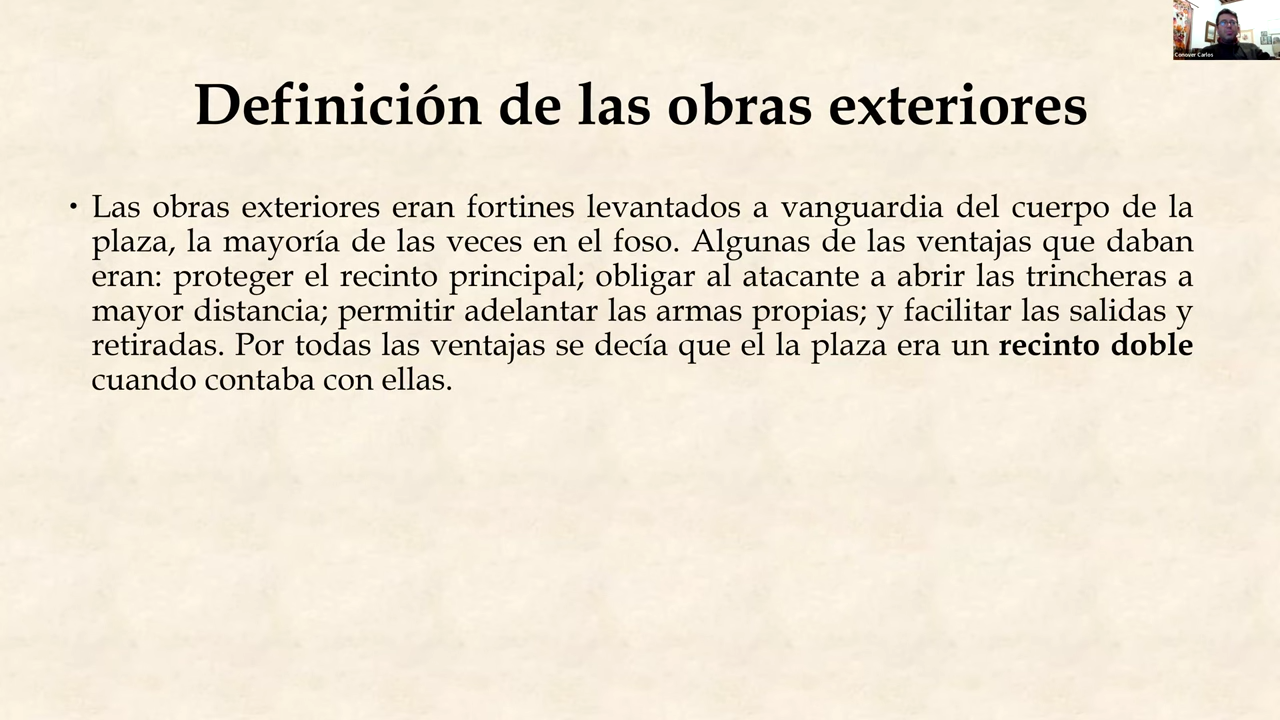 Conover Carlos
Definición de las obras exteriores
• Las obras exteriores eran fortines levantados a vanguardia del cuerpo de la
plaza, la mayoría de las veces en el foso. Algunas de las ventajas que daban
eran: proteger el recinto principal; obligar al atacante a abrir las trincheras a
mayor distancia; permitir adelantar las armas propias; y facilitar las salidas y
retiradas. Por todas las ventajas se decía que el la plaza era un recinto doble
cuando contaba con ellas.